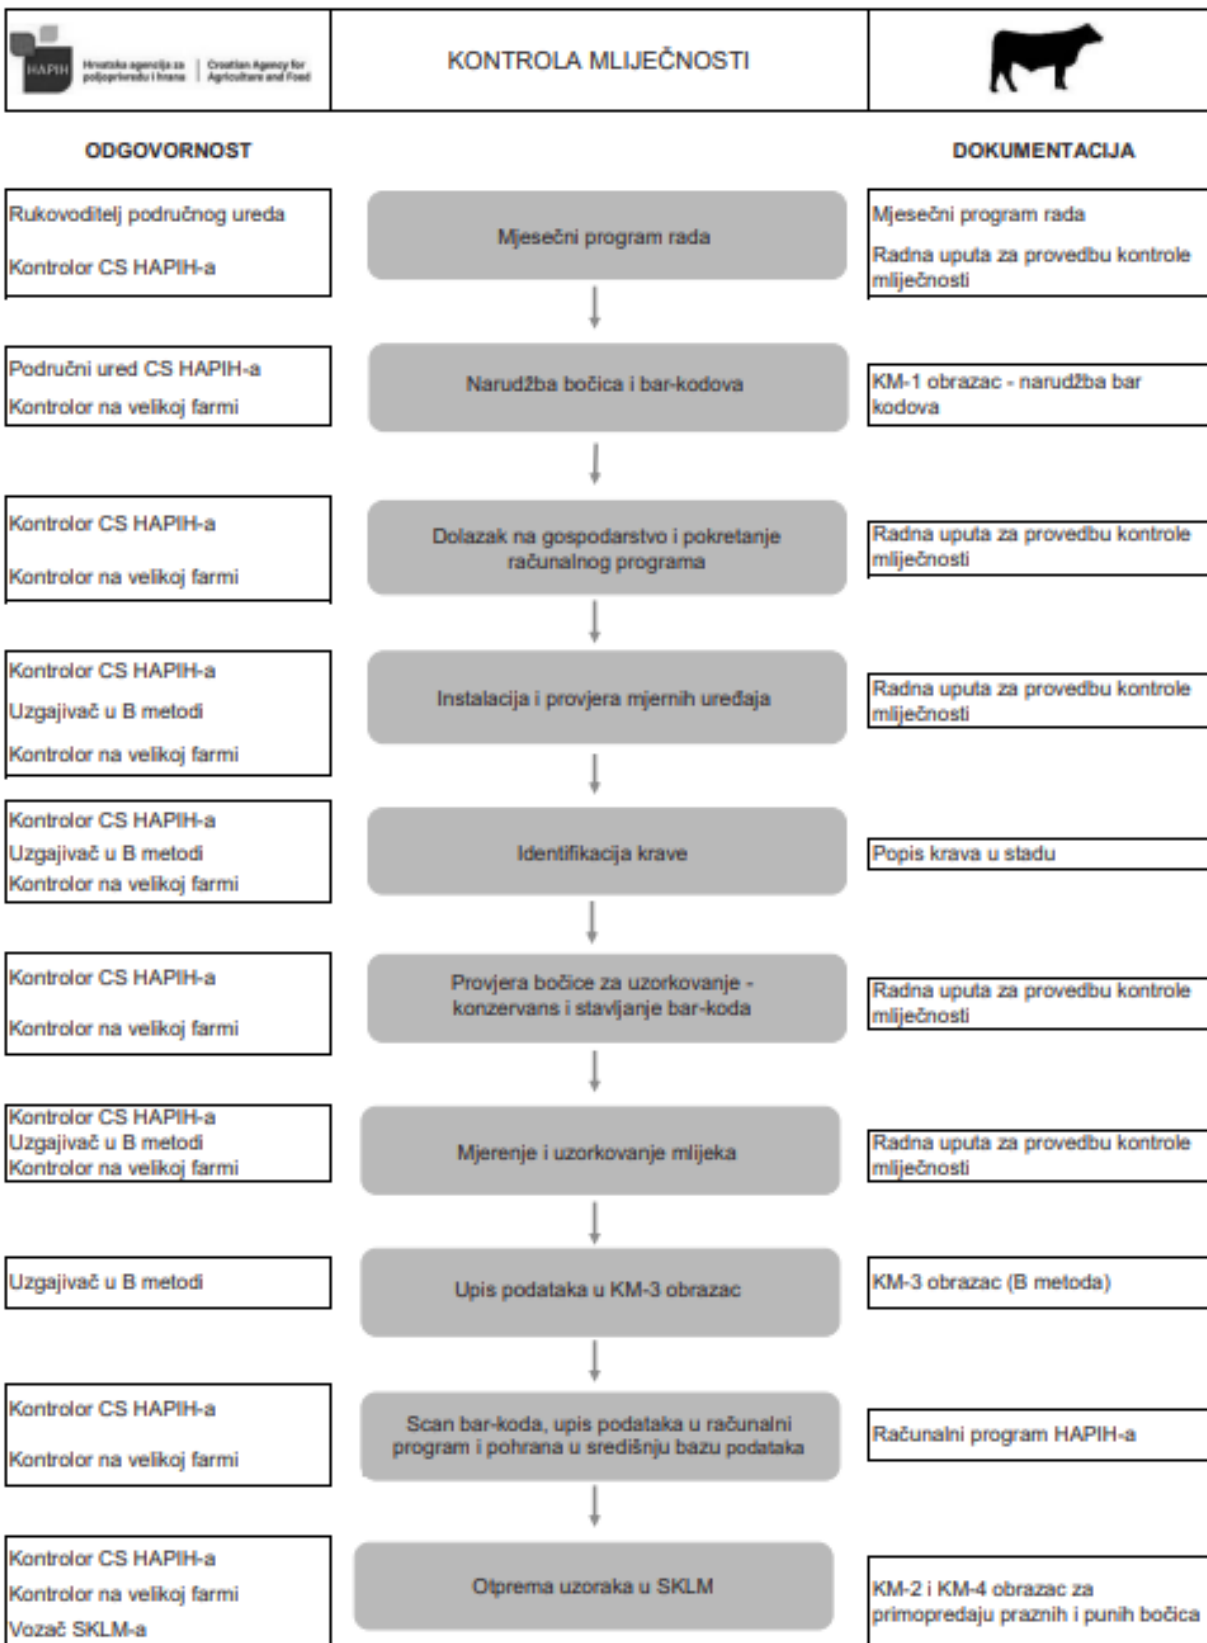 HAPIH
Hrvatska agencija za
poljoprivredu i hranu
Croatian Agency for
Agriculture and Food
KONTROLA MLIJEČNOSTI
ODGOVORNOST
DOKUMENTACIJA
Rukovoditelj područnog ureda
Kontrolor CS HAPIH-a
Mjesečni program rada
Mjesečni program rada
Radna uputa za provedbu kontrole
mliječnosti
Područni ured CS HAPIH-a
Kontrolor na velikoj farmi
Narudžba bočica i bar-kodova
KM-1 obrazac - narudžba bar
kodova
Kontrolor CS HAPIH-a
Kontrolor na velikoj farmi
Dolazak na gospodarstvo i pokretanje
računalnog programa
Radna uputa za provedbu kontrole
mliječnosti
Kontrolor CS HAPIH-a
Uzgajivač u B metodi
Kontrolor na velikoj farmi
Instalacija i provjera mjernih uređaja
Radna uputa za provedbu kontrole
mliječnosti
Kontrolor CS HAPIH-a
Uzgajivač u B metodi
Kontrolor na velikoj farmi
Identifikacija krave
Popis krava u stadu
Kontrolor CS HAPIH-a
Kontrolor na velikoj farmi
Provjera bočice za uzorkovanje -
konzervans i stavljanje bar-koda
Radna uputa za provedbu kontrole
mliječnosti
Kontrolor CS HAPIH-a
Uzgajivač u B metodi
Kontrolor na velikoj farmi
Mjerenje i uzorkovanje mlijeka
Radna uputa za provedbu kontrole
mliječnosti
Uzgajivač u B metodi
Upis podataka u KM-3 obrazac
KM-3 obrazac (B metoda)
Kontrolor CS HAPIH-a
Kontrolor na velikoj farmi
Scan bar-koda, upis podataka u računalni
program i pohrana u središnju bazu podataka
Računalni program HAPIH-a
Kontrolor CS HAPIH-a
Kontrolor na velikoj farmi
Vozač SKLM-a
Otprema uzoraka u SKLM
KM-2 i KM-4 obrazac za
primopredaju praznih i punih bočica